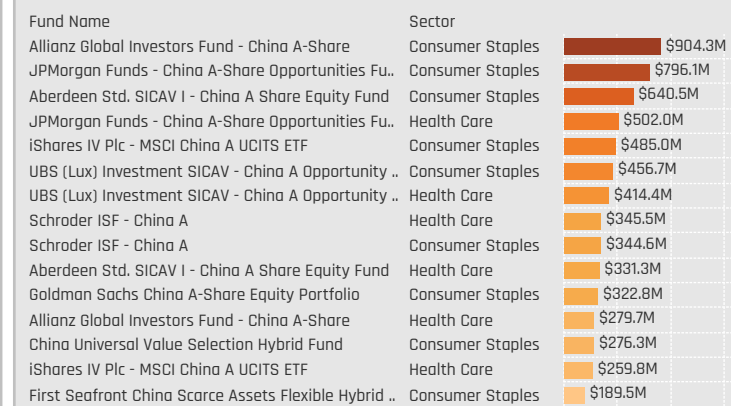 Fund Name Sector
Allianz Global Investors Fund - China A-Share Consumer Staples $904.3M
JPMorgan Funds - China A-Share Opportunities Fu.. Consumer Staples $796.1M
Aberdeen Std. SICAV I - China A Share Equity Fund Consumer Staples $640.5M
JPMorgan Funds - China A-Share Opportunities Fu.. Health Care $502.0M
iShares IV Plc - MSCI China A UCITS ETF Consumer Staples $485.0M
UBS (Lux) Investment SICAV - China A Opportunity .. Consumer Staples $456.7M
UBS (Lux) Investment SICAV - China A Opportunity .. Health Care $414.4M
Schroder ISF - China A Health Care $345.5M
Schroder ISF - China A Consumer Staples $344.6M
Aberdeen Std. SICAV I - China A Share Equity Fund Health Care $331.3M
Goldman Sachs China A-Share Equity Portfolio Consumer Staples $322.8M
Allianz Global Investors Fund - China A-Share Health Care $279.7M
China Universal Value Selection Hybrid Fund Consumer Staples $276.3M
iShares IV Plc - MSCI China A UCITS ETF Health Care $259.8M
First Seafront China Scarce Assets Flexible Hybrid .. Consumer Staples $189.5M